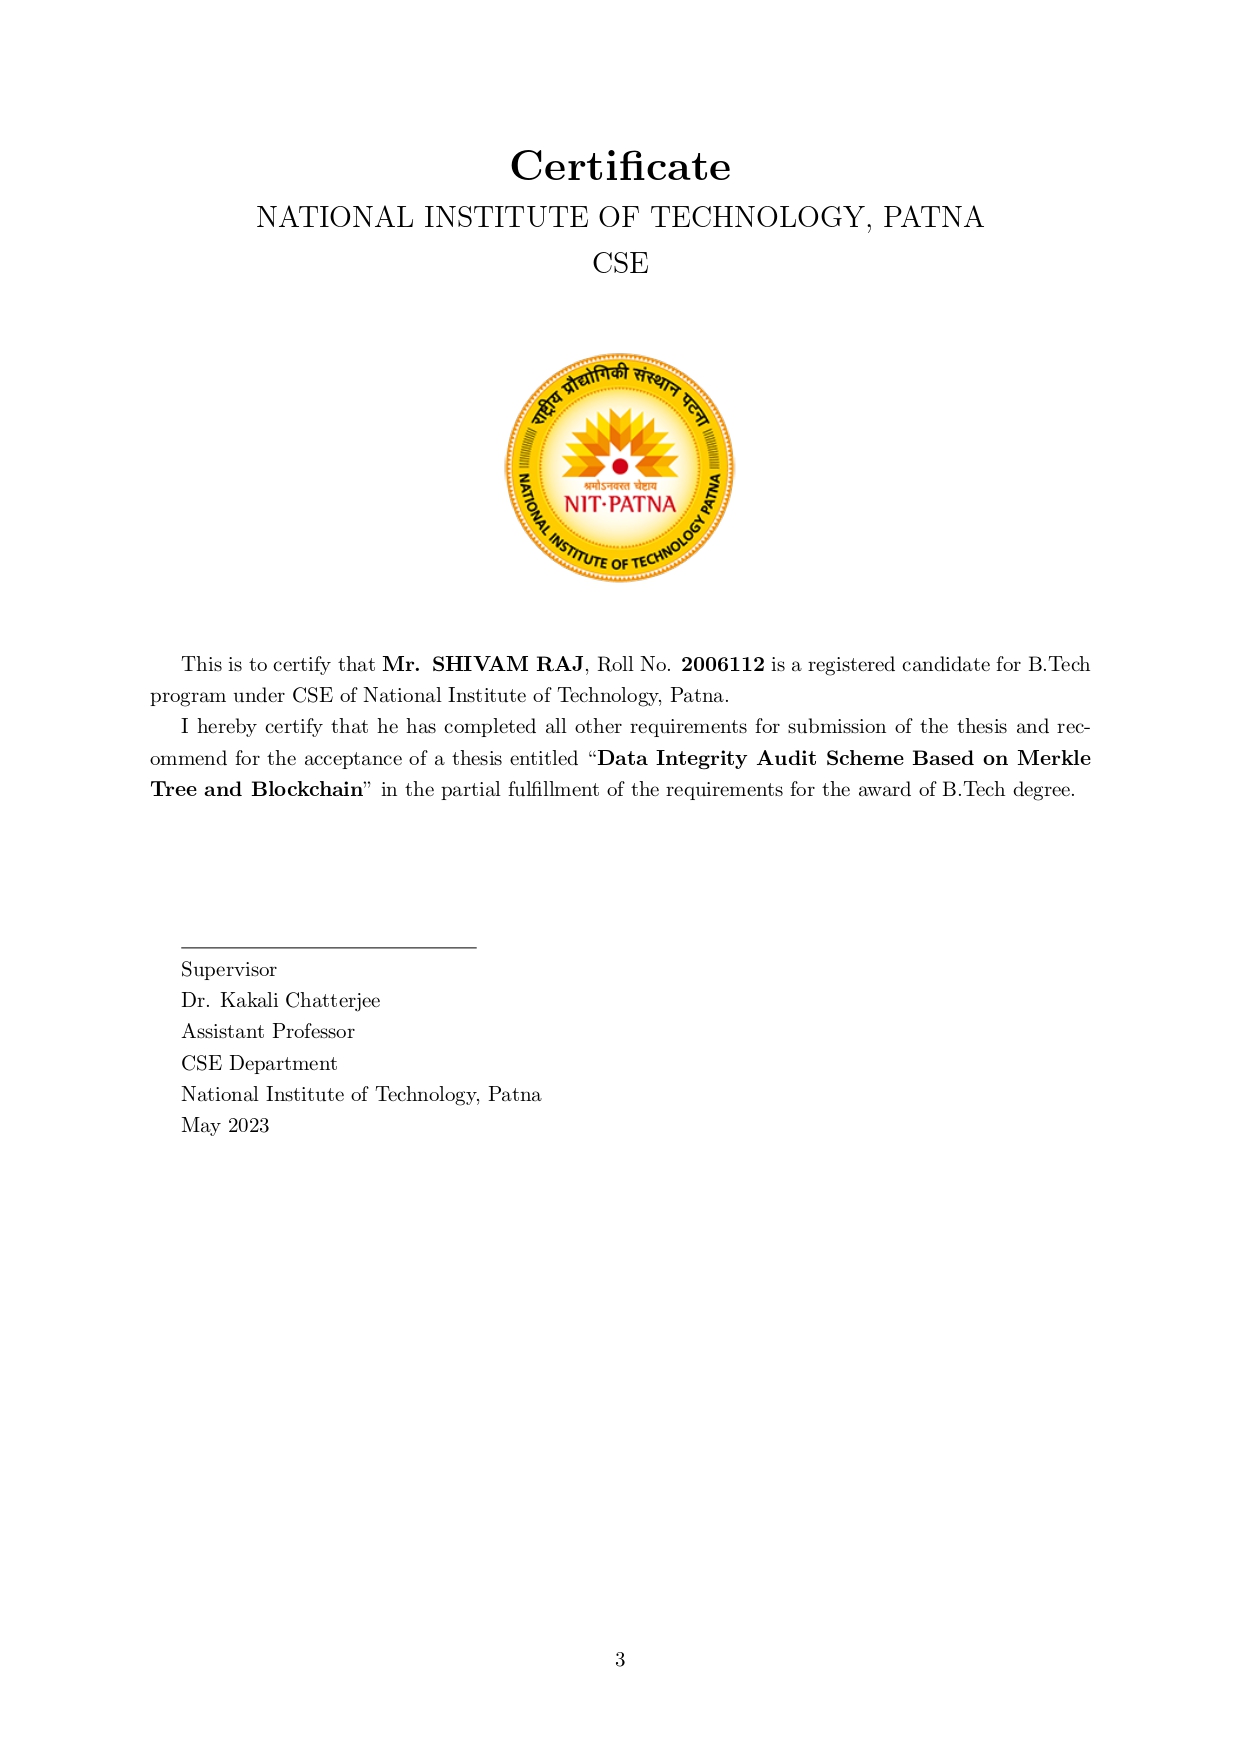 Certificate
NATIONAL INSTITUTE OF TECHNOLOGY, PATNA
CSE
राष्ट्रीय प्रौद्योगिकी संस्थान पटना
श्रमोऽनवरत चेष्टाय
NIT·PATNA
NATIONAL INSTITUTE OF TECHNOLOGY PATNA
This is to certify that Mr. SHIVAM RAJ, Roll No. 2006112 is a registered candidate for B.Tech
program under CSE of National Institute of Technology, Patna.
I hereby certify that he has completed all other requirements for submission of the thesis and rec-
ommend for the acceptance of a thesis entitled “Data Integrity Audit Scheme Based on Merkle
Tree and Blockchain” in the partial fulfillment of the requirements for the award of B.Tech degree.
Supervisor
Dr. Kakali Chatterjee
Assistant Professor
CSE Department
National Institute of Technology, Patna
May 2023
3